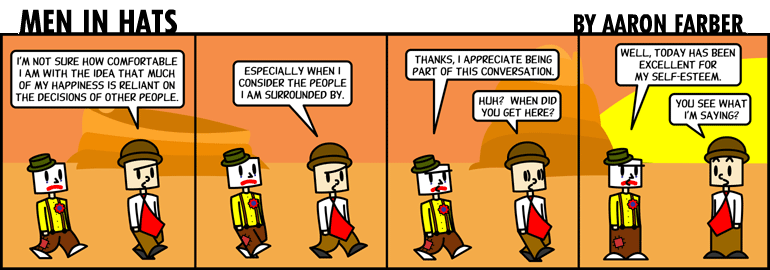 MEN IN HATS
BY AARON FARBER
I'M NOT SURE HOW COMFORTABLE
I AM WITH THE IDEA THAT MUCH
OF MY HAPPINESS IS RELIANT ON
THE DECISIONS OF OTHER PEOPLE.
ESPECIALLY WHEN I
CONSIDER THE PEOPLE
I AM SURROUNDED BY.
THANKS, I APPRECIATE BEING
PART OF THIS CONVERSATION.
HUH? WHEN DID
YOU GET HERE?
WELL, TODAY HAS BEEN
EXCELLENT FOR
MY SELF-ESTEEM.
YOU SEE WHAT
I'M SAYING?